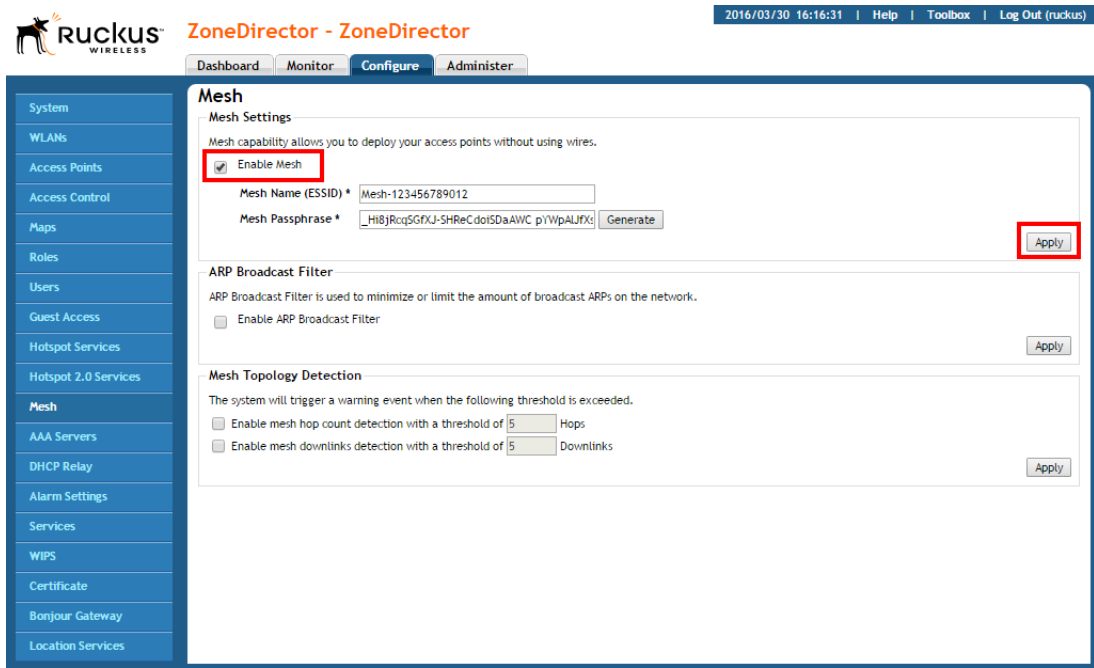 2016/03/30 16:16:31 | Help | Toolbox | Log Out (ruckus)
RUCKUS
WIRELESS
ZoneDirector - ZoneDirector
Dashboard Monitor Configure Administer
System
WLANs
Access Points
Access Control
Maps
Roles
Users
Guest Access
Hotspot Services
Hotspot 2.0 Services
Mesh
AAA Servers
DHCP Relay
Alarm Settings
Services
WIPS
Certificate
Bonjour Gateway
Location Services
Mesh
Mesh Settings
Mesh capability allows you to deploy your access points without using wires.
Enable Mesh
Mesh Name (ESSID) * Mesh-123456789012
Mesh Passphrase * Generate
Apply
ARP Broadcast Filter
ARP Broadcast Filter is used to minimize or limit the amount of broadcast ARPs on the network.
Enable ARP Broadcast Filter
Apply
Mesh Topology Detection
The system will trigger a warning event when the following threshold is exceeded.
Enable mesh hop count detection with a threshold of 5 Hops
Enable mesh downlinks detection with a threshold of 5 Downlinks
Apply